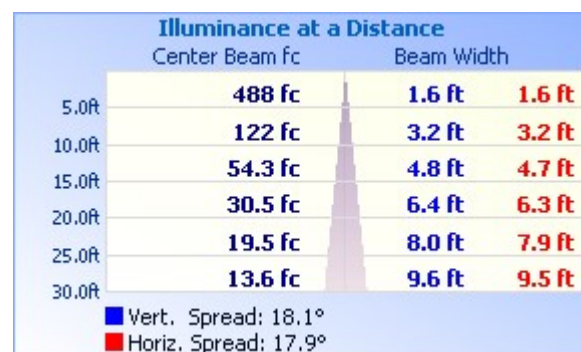 Illuminance at a Distance
Center Beam fc Beam Width
5.0ft 488 fc 1.6 ft 1.6 ft
10.0ft 122 fc 3.2 ft 3.2 ft
15.0ft 54.3 fc 4.8 ft 4.7 ft
20.0ft 30.5 fc 6.4 ft 6.3 ft
25.0ft 19.5 fc 8.0 ft 7.9 ft
30.0ft 13.6 fc 9.6 ft 9.5 ft
Vert. Spread: 18.1°
Horiz. Spread: 17.9°